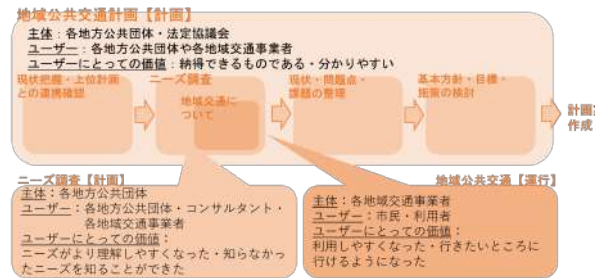 地域公共交通計画【計画】
主体：各地方公共団体・法定協議会
ユーザー：各地方公共団体や各地域交通事業者
ユーザーにとっての価値：納得できるものである・分かりやすい
現状把握・上位計画
との連携確認
ニーズ調査
地域交通に
ついて
現状・問題点・
課題の整理
基本方針・目標・
施策の検討
計画
作成
ニーズ調査【計画】
主体：各地方公共団体
ユーザー：各地方公共団体・コンサルタント・
各地域交通事業者
ユーザーにとっての価値：
ニーズがより理解しやすくなった・知らなかっ
たニーズを知ることができた
地域公共交通【運行】
主体：各地域交通事業者
ユーザー：市民・利用者
ユーザーにとっての価値：
利用しやすくなった・行きたいところに
行けるようになった